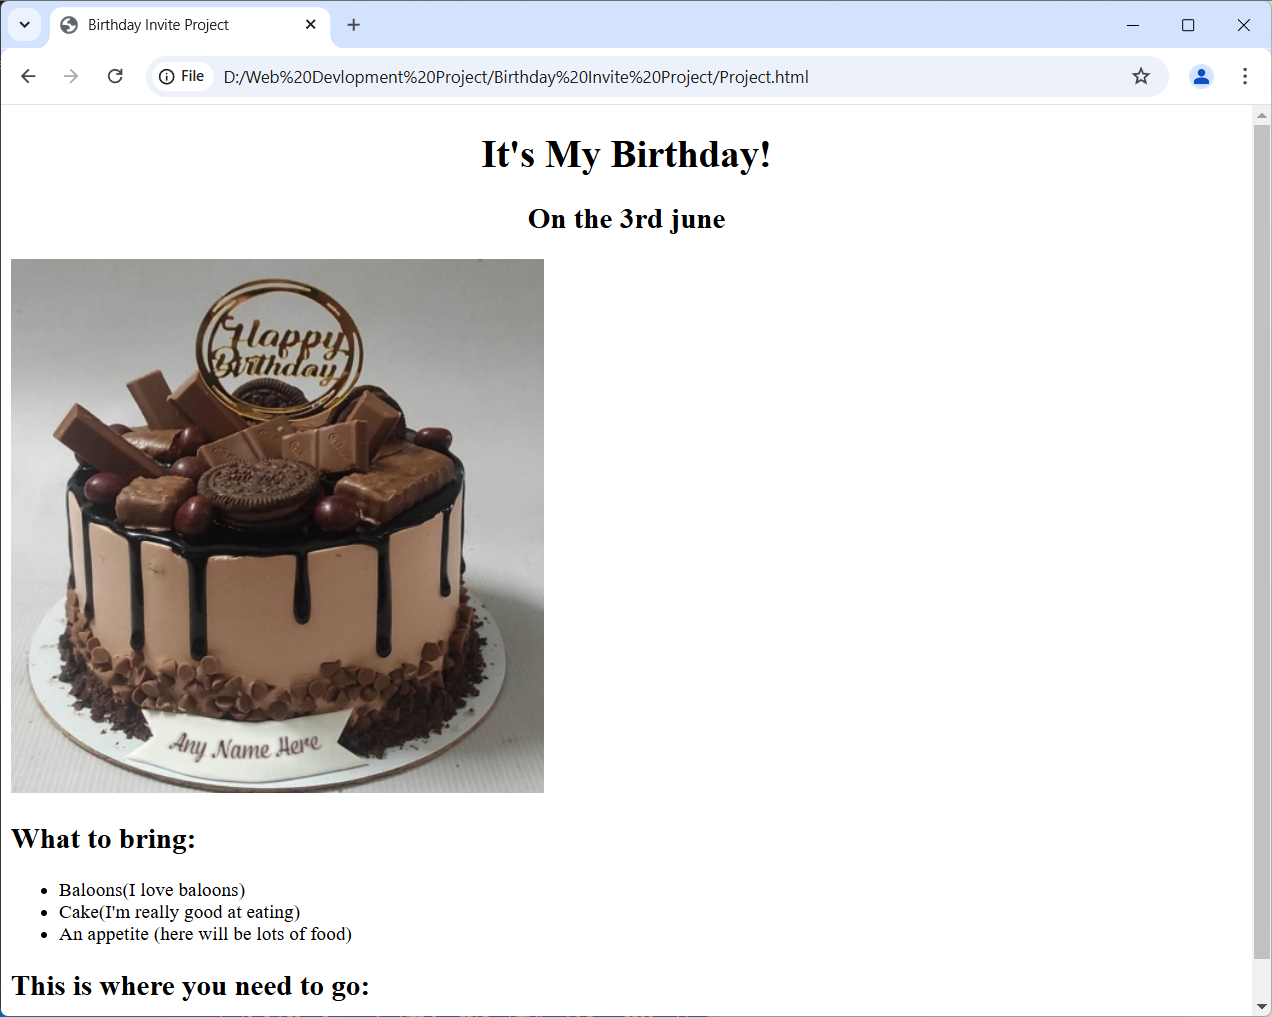 Birthday Invite Project
File D:/Web%20Devlopment%20Project/Birthday%20Invite%20Project/Project.html
It's My Birthday!
On the 3rd june
Happy
Birthday
Any Name Here
What to bring:
Baloons(I love baloons)
Cake(I'm really good at eating)
An appetite (here will be lots of food)
This is where you need to go: